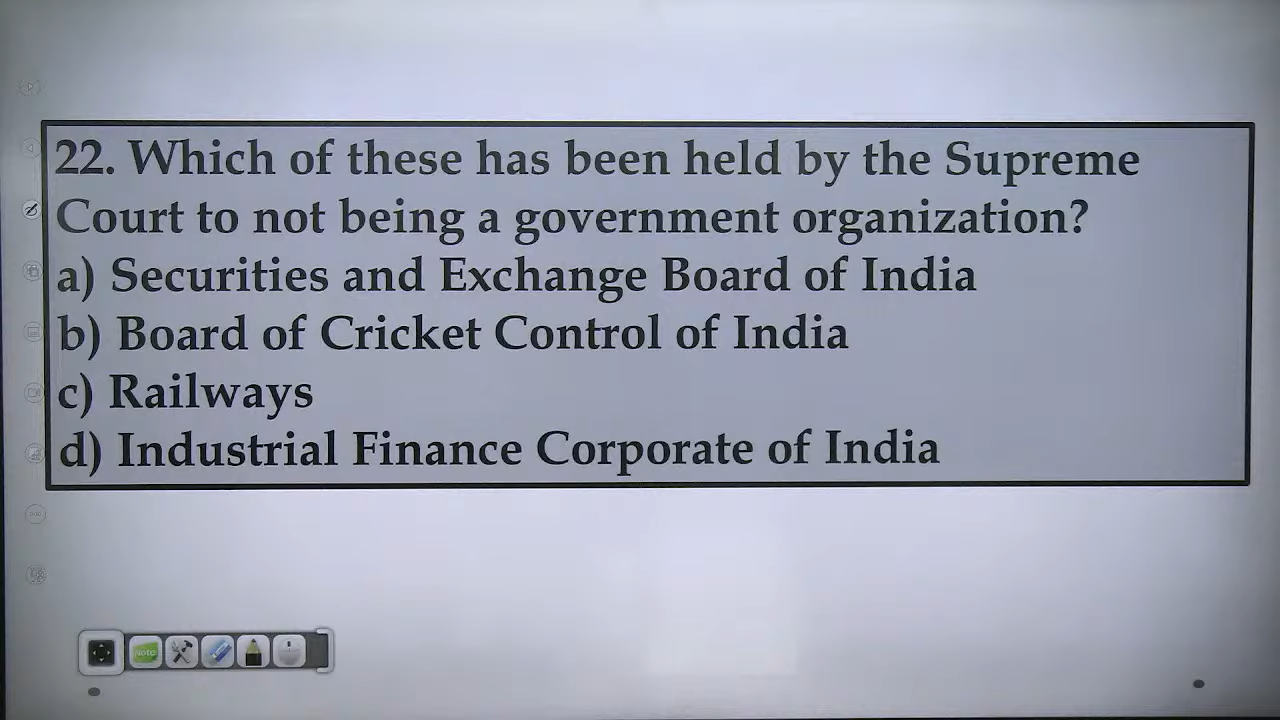 22. Which of these has been held by the Supreme
Court to not being a government organization?
a) Securities and Exchange Board of India
b) Board of Cricket Control of India
c) Railways
d) Industrial Finance Corporate of India
Note